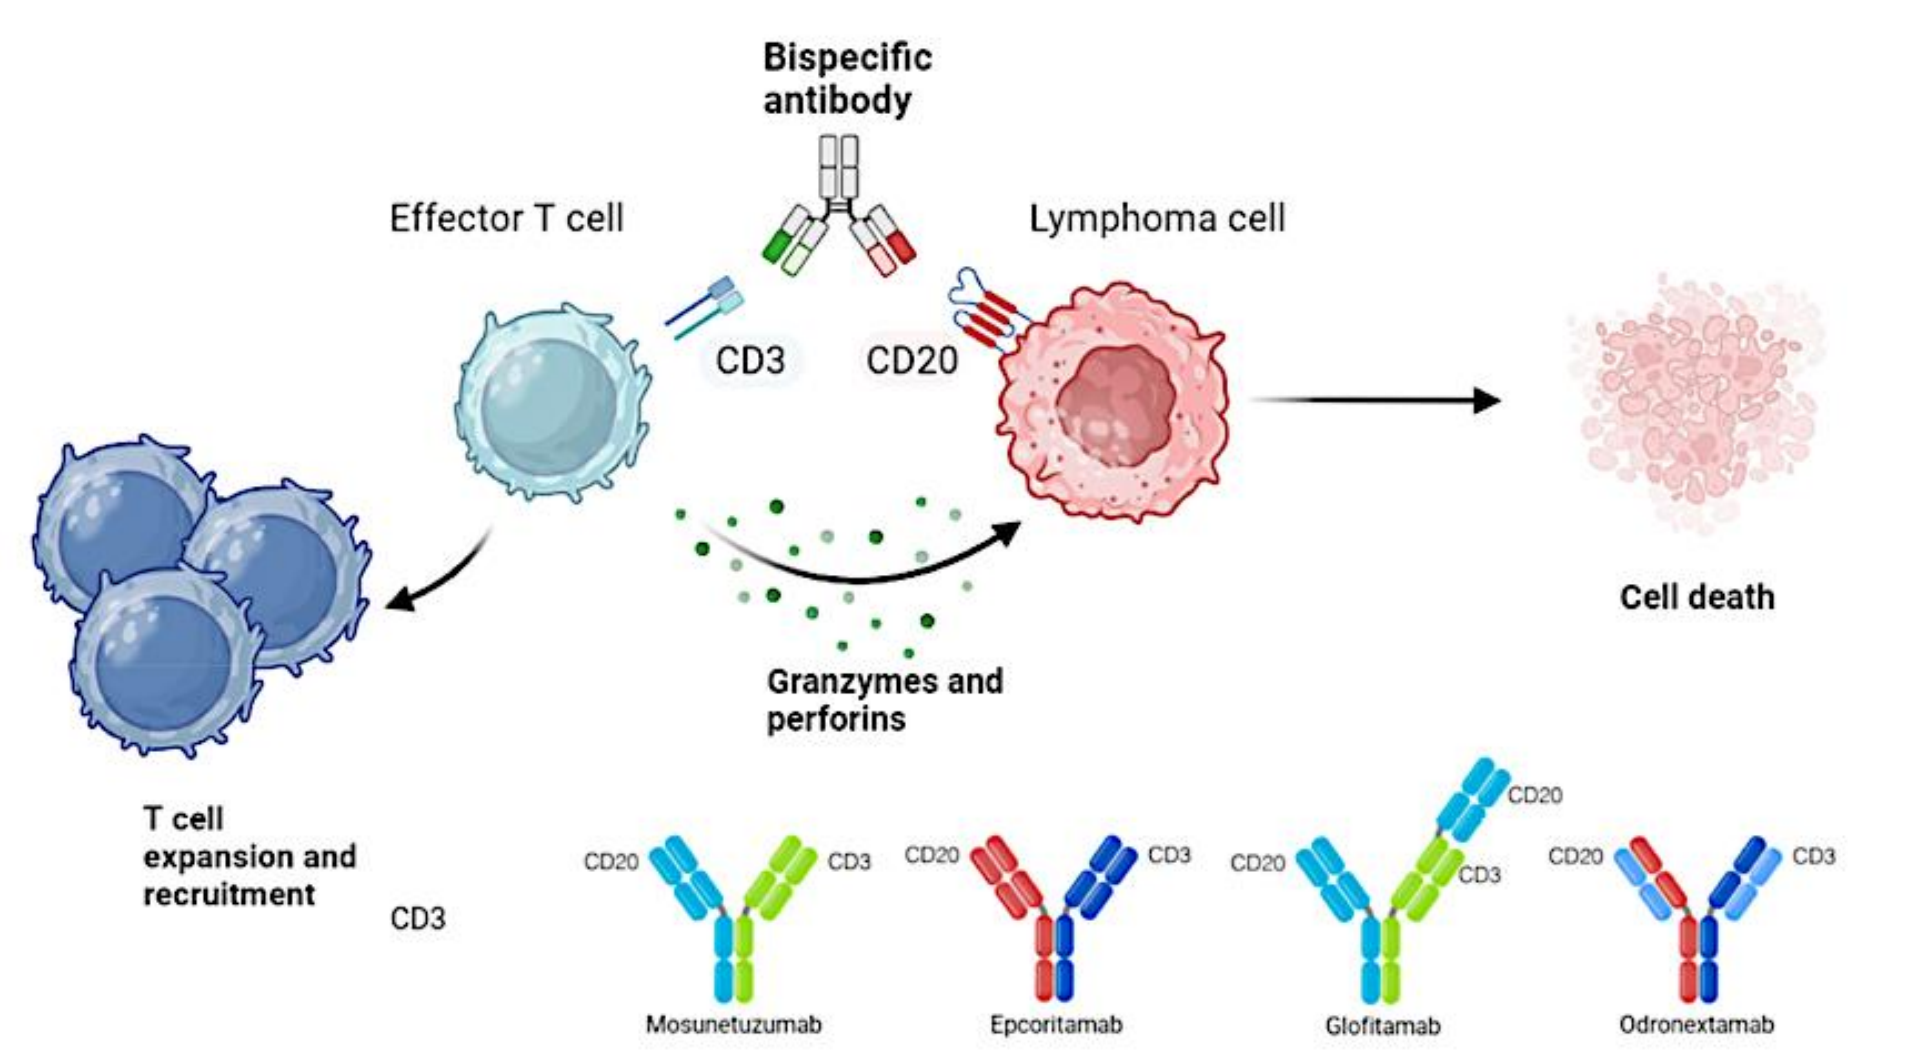 Bispecific
antibody
Effector T cell
Lymphoma cell
CD3
CD20
Cell death
Granzymes and
perforins
T cell
expansion and
recruitment
CD3
CD20
CD3
Mosunetuzumab
CD20
CD3
Epcoritamab
CD20
CD20
CD3
Glofitamab
CD20
CD3
Odronextamab